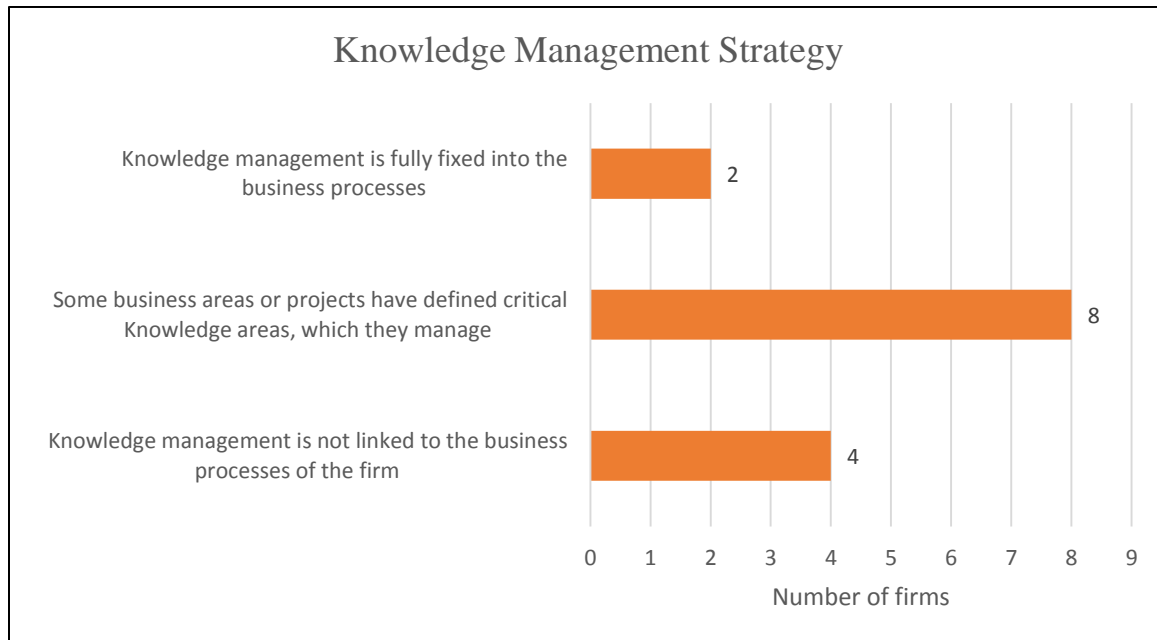 Knowledge Management Strategy
Knowledge management is fully fixed into the
business processes
2
Some business areas or projects have defined critical
Knowledge areas, which they manage
8
Knowledge management is not linked to the business
processes of the firm
4
0 1 2 3 4 5 6 7 8 9
Number of firms